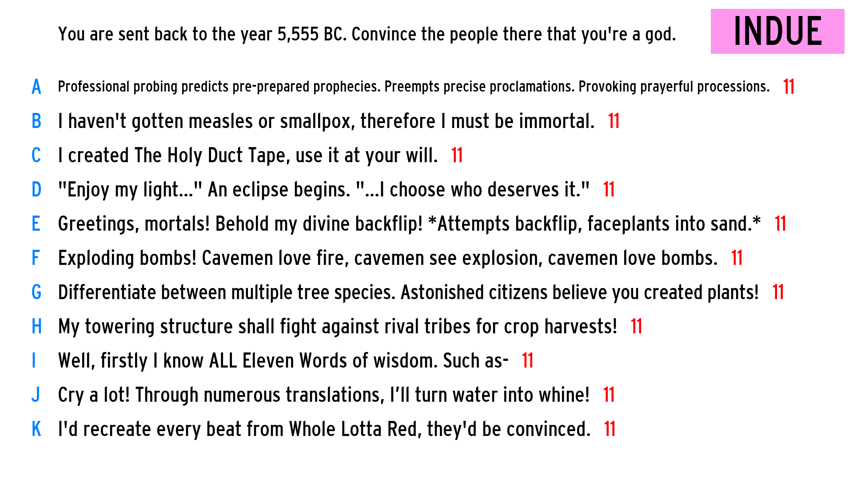 You are sent back to the year 5,555 BC. Convince the people there that you're a god.
INDUE
A Professional probing predicts pre-prepared prophecies. Preempts precise proclamations. Provoking prayerful processions. 11
B I haven't gotten measles or smallpox, therefore I must be immortal. 11
C I created The Holy Duct Tape, use it at your will. 11
D "Enjoy my light..." An eclipse begins. "...I choose who deserves it." 11
E Greetings, mortals! Behold my divine backflip! *Attempts backflip, faceplants into sand.* 11
F Exploding bombs! Cavemen love fire, cavemen see explosion, cavemen love bombs. 11
G Differentiate between multiple tree species. Astonished citizens believe you created plants! 11
H My towering structure shall fight against rival tribes for crop harvests! 11
I Well, firstly I know ALL Eleven Words of wisdom. Such as- 11
J Cry a lot! Through numerous translations, I’ll turn water into whine! 11
K I'd recreate every beat from Whole Lotta Red, they'd be convinced. 11